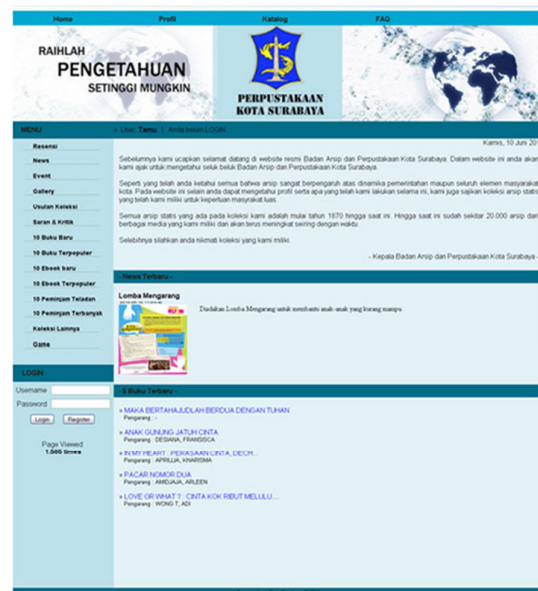 Home Profil Katalog FAQ
RAIHLAH
PENGETAHUAN
SETINGGI MUNGKIN
PERPUSTAKAAN
KOTA SURABAYA
MENU
» User: Tamu | Anda belum LOGIN
Kamis, 10 Juni 201
Resensi
News
Event
Gallery
Usulan Koleksi
Saran & Kritik
10 Buku Baru
10 Buku Terpopuler
10 Ebook baru
10 Ebook Terpopuler
10 Peminjam Teladan
10 Peminjam Terbanyak
Koleksi Lainnya
Game
Sebelumnya kami ucapkan selamat datang di website resmi Badan Arsip dan Perpustakaan Kota Surabaya. Dalam website ini anda akan
kami ajak untuk mengetahui seluk beluk Badan Arsip dan Perpustakaan Kota Surabaya.
Seperti yang telah anda ketahui semua bahwa arsip sangat berpengaruh atas dinamika pemerintahan maupun seluruh elemen masyarakat
kota. Pada website ini selain anda dapat mengetahui profil serta apa yang telah kami lakukan selama ini, kami juga sajikan koleksi arsip statis
yang telah kami miliki untuk keperluan masyarakat luas.
Semua arsip statis yang ada pada koleksi kami adalah mulai tahun 1870 hingga saat ini. Hingga saat ini sudah sekitar 20.000 arsip dari
berbagai media yang kami miliki dan akan terus meningkat seiring dengan waktu.
Selebihnya silahkan anda nikmati koleksi yang kami miliki.
- Kepala Badan Arsip dan Perpustakaan Kota Surabaya -
- News Terbaru -
Lomba Mengarang
Diadakan Lomba Mengarang untuk membantu anak-anak yang kurang mampu.
LOGIN
Username
Password
Login Register
Page Viewed
1.005 times
- 5 Buku Terbaru -
» MAKA BERTAHAJUDLAH BERDUA DENGAN TUHAN
Pengarang : -
» ANAK GUNUNG JATUH CINTA
Pengarang : DESIANA, FRANSISCA
» IN MY HEART : PERASAAN CINTA, DECH...
Pengarang : APRILLIA, KHARISMA
» PACAR NOMOR DUA
Pengarang : AMIDJAJA, ARLEEN
» LOVE OR WHAT ? : CINTA KOK RIBUT MELULU....
Pengarang : WONG T, ADI